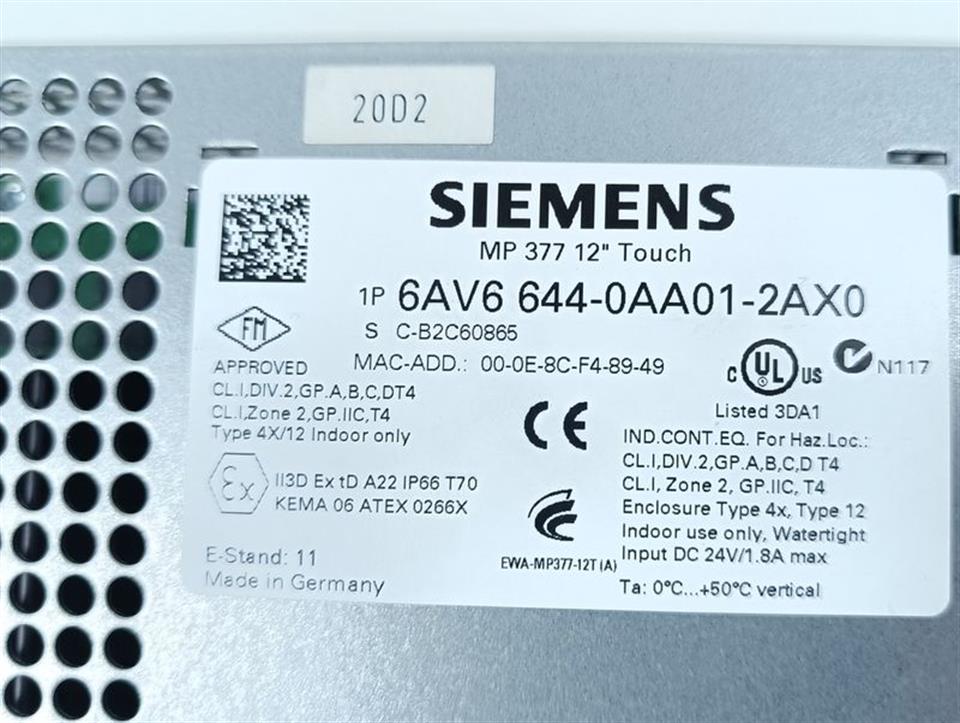 20D2
SIEMENS
MP 377 12" Touch
1P 6AV6 644-0AA01-2AX0
S C-B2C60865
MAC-ADD.: 00-0E-8C-F4-89-49
FM
APPROVED
CL.I,DIV.2,GP.A,B,C,DT4
CL.I,Zone 2,GP.IIC,T4
Type 4X/12 Indoor only
Ex II3D Ex tD A22 IP66 T70
KEMA 06 ATEX 0266X
E-Stand: 11
Made in Germany
CE
EWA-MP377-12T (A)
C UL US
N117
Listed 3DA1
IND.CONT.EQ. For Haz.Loc.:
CL.I,DIV.2,GP.A,B,C,D T4
CL.I, Zone 2, GP.IIC, T4
Enclosure Type 4x, Type 12
Indoor use only, Watertight
Input DC 24V/1.8A max
Ta: 0°C...+50°C vertical